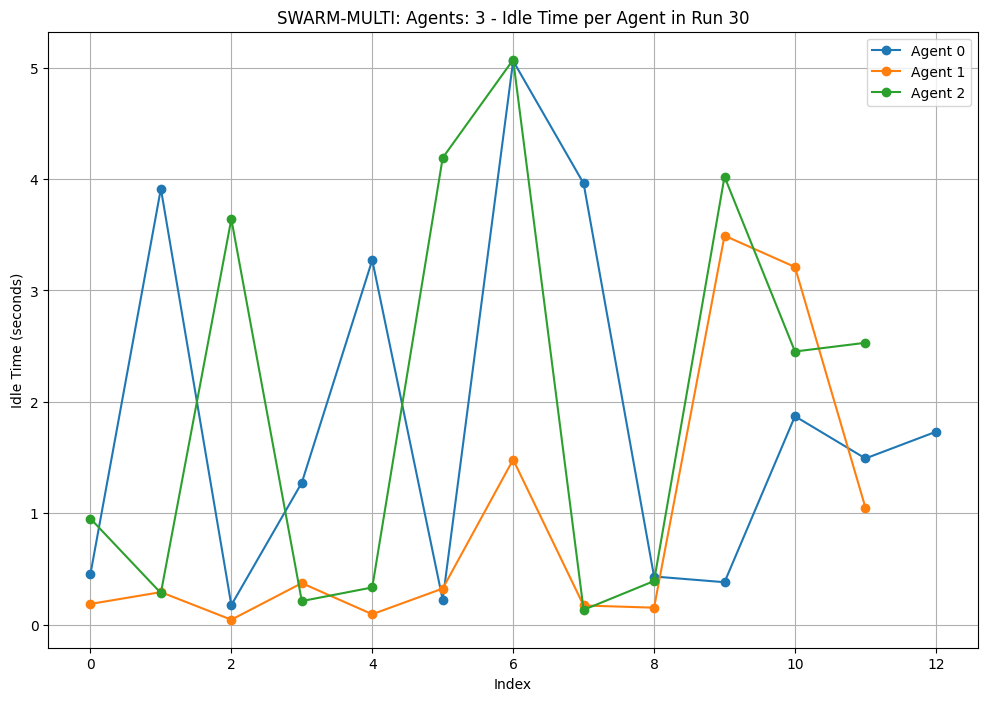 SWARM-MULTI: Agents: 3 - Idle Time per Agent in Run 30
Agent 0
Agent 1
Agent 2
Idle Time (seconds)
5
4
3
2
1
0
0 2 4 6 8 10 12
Index